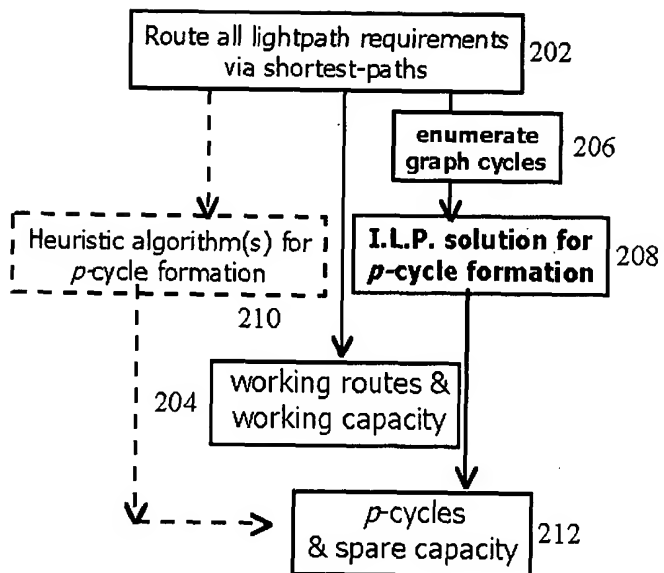 Route all lightpath requirements
via shortest-paths
202
enumerate
graph cycles
206
Heuristic algorithm(s) for
p-cycle formation
210
I.L.P. solution for
p-cycle formation
208
204
working routes &
working capacity
p-cycles
& spare capacity
212